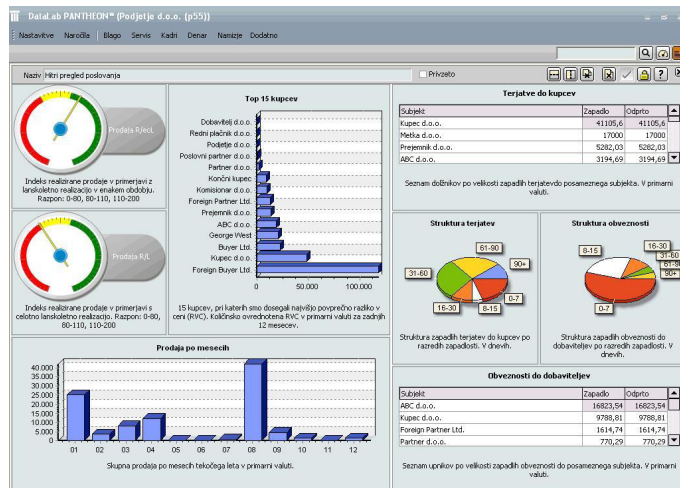 DataLab PANTHEON® (Podjetje d.o.o. (p55))
Nastavitve Naročila Blago Servis Kadri Denar Namizje Dodatno
Naziv Hitri pregled poslovanja Privzeto
Prodaja R/ecL
Indeks realizirane prodaje v primerjavi z
lanskoletno realizacijo v enakem obdobju.
Razpon: 0-80, 80-110, 110-200
Prodaja R/L
Indeks realizirane prodaje v primerjavi s
celotno lanskoletno realizacijo. Razpon: 0-80,
80-110, 110-200
Top 15 kupcev
Dobavitelj d.o.o.
Redni plačnik d.o.o.
Podjetje d.o.o.
Poslovni partner d.o.o.
Partner d.o.o.
Končni kupec
Komisionar d.o.o.
Foreign Partner Ltd.
Prejemnik d.o.o.
ABC d.o.o.
George West
Buyer Ltd.
Kupec d.o.o.
Foreign Buyer Ltd.
0 50.000 100.000
15 kupcev, pri katerih smo dosegali najvišjo povprečno razliko v
ceni (RVC). Količinsko ovrednotena RVC v primarni valuti za zadnjih
12 mesecev.
Terjatve do kupcev
Subjekt Zapadlo Odprto
Kupec d.o.o. 41105,6 41105,6
Metka d.o.o. 17000 17000
Prejemnik d.o.o. 5282,03 5282,03
ABC d.o.o. 3194,69 3194,69
Seznam dolžnikov po velikosti zapadlih terjatevdo posameznega subjekta. V primarni
valuti.
Struktura terjatev
61-90
90+
31-60
16-30
8-15
0-7
Struktura zapadlih terjatev do kupcev po
razredih zapadlosti. V dnevih.
Struktura obveznosti
8-15
16-30
31-60
61-90
90+
0-7
Struktura zapadlih obveznosti do
dobaviteljev po razredih zapadlosti. V
dnevih.
Prodaja po mesecih
40.000
35.000
30.000
25.000
20.000
15.000
10.000
5.000
0
01 02 03 04 05 06 07 08 09 10 11 12
Skupna prodaja po mesecih tekočega leta v primarni valuti.
Obveznosti do dobaviteljev
Subjekt Zapadlo Odprto
ABC d.o.o. 16823,54 16823,54
Kupec d.o.o. 9788,81 9788,81
Foreign Partner Ltd. 1614,74 1614,74
Partner d.o.o. 770,29 770,29
Seznam upnikov po velikosti zapadlih obveznosti do posameznega subjekta. V primarni
valuti.